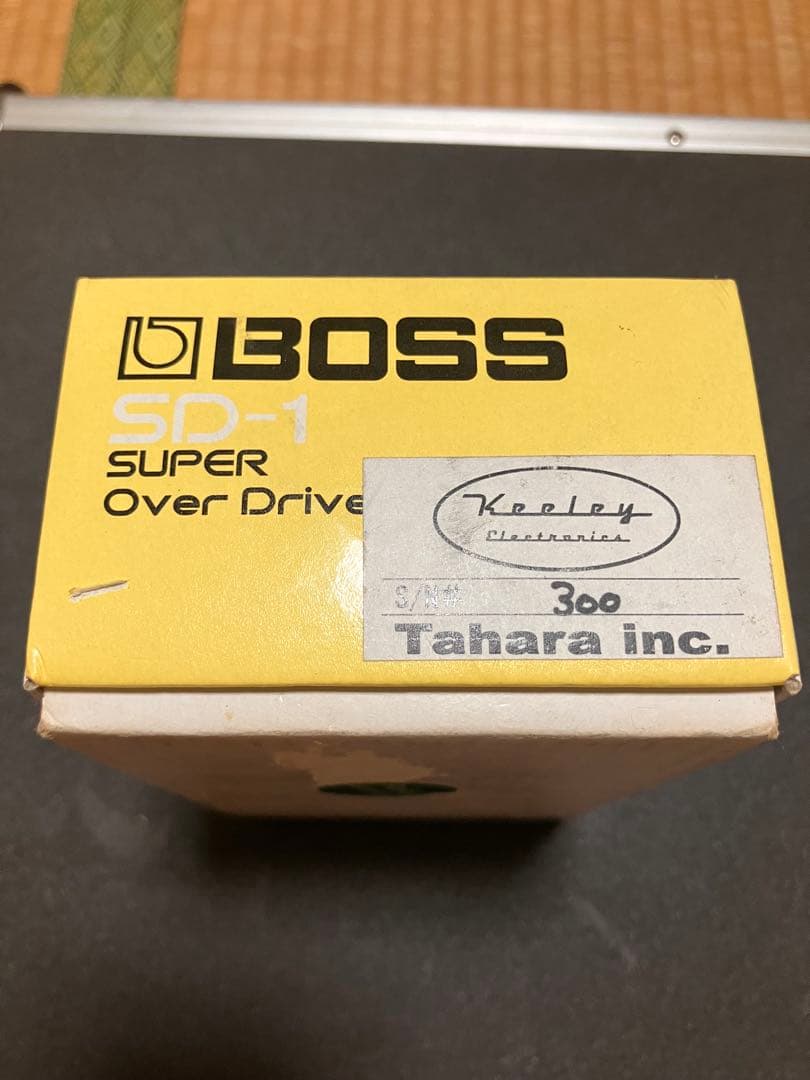 BOSS
SD-1
SUPER
Over Drive
Keeley
Electronics
S/N# 300
Tahara inc.